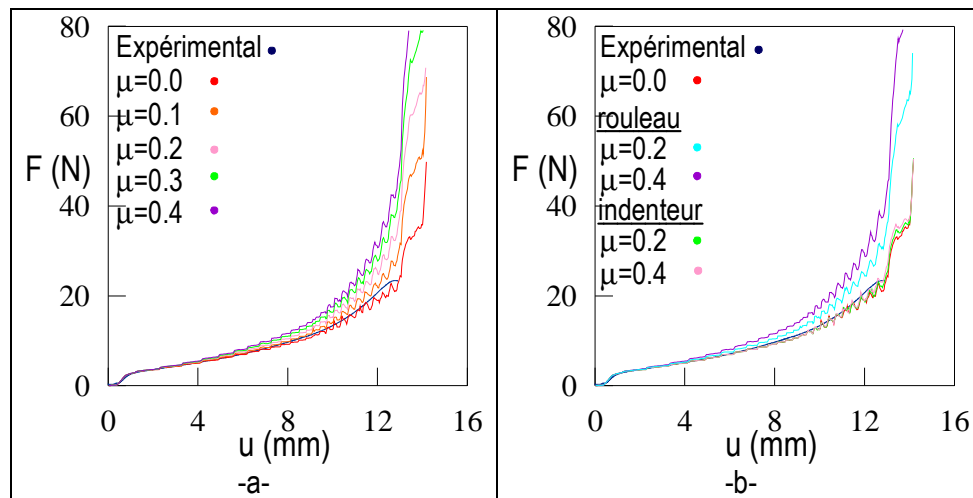 80
Expérimental
μ=0.0
μ=0.1
60
μ=0.2
F (N)
μ=0.3
40
μ=0.4
20
0
0 4 8 12 16
u (mm)
-a-
80
Expérimental
μ=0.0
rouleau
60
μ=0.2
F (N)
μ=0.4
40
indenteur
μ=0.2
μ=0.4
20
0
0 4 8 12 16
u (mm)
-b-